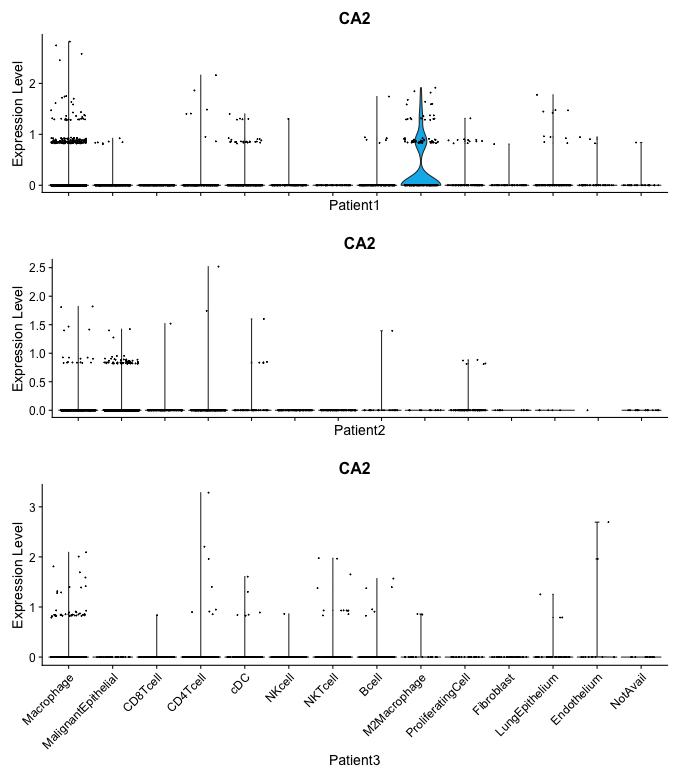 CA2
Expression Level
2
1
0
Patient1
CA2
Expression Level
2.5
2.0
1.5
1.0
0.5
0.0
Patient2
CA2
Expression Level
3
2
1
0
Macrophage
MalignantEpithelial
CD8Tcell
CD4Tcell
cDC
NKcell
NKTcell
Bcell
M2Macrophage
ProliferatingCell
Fibroblast
LungEpithelium
Endothelium
NotAvail
Patient3